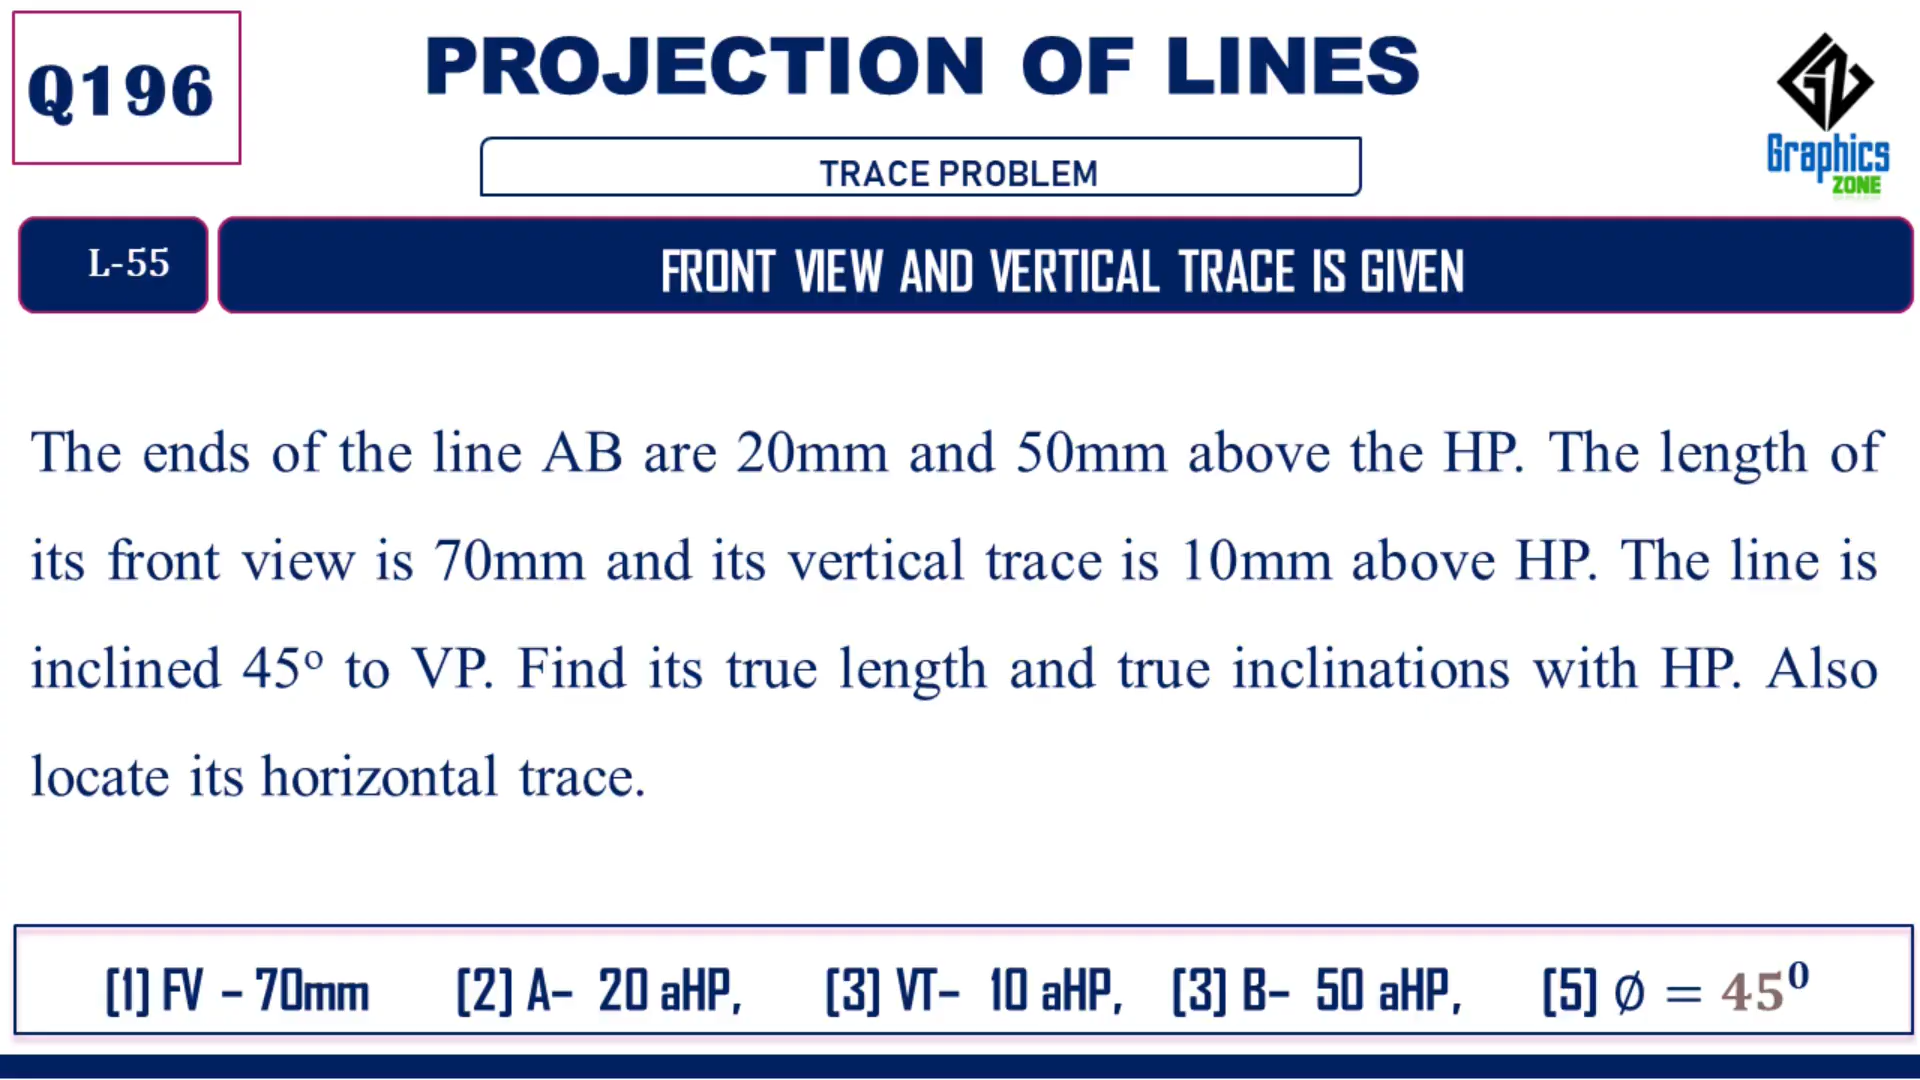 Q196
PROJECTION OF LINES
TRACE PROBLEM
Graphics
ZONE
L-55
FRONT VIEW AND VERTICAL TRACE IS GIVEN
The ends of the line AB are 20mm and 50mm above the HP. The length of
its front view is 70mm and its vertical trace is 10mm above HP. The line is
inclined 45º to VP. Find its true length and true inclinations with HP. Also
locate its horizontal trace.
(1) FV – 70mm (2) A– 20 aHP, (3) VT– 10 aHP, (3) B– 50 aHP, (5) ∅ = 45⁰